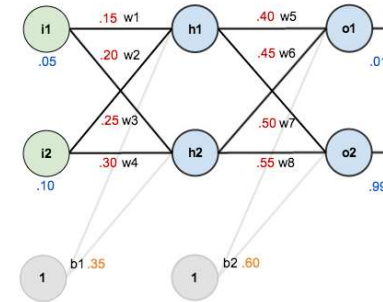 i1
.15 w1
h1
.40 w5
o1
.01
.05
.20 w2
.45 w6
.25 w3
.50 w7
i2
.30 w4
h2
.55 w8
o2
.10
.99
1
b1 .35
1
b2 .60